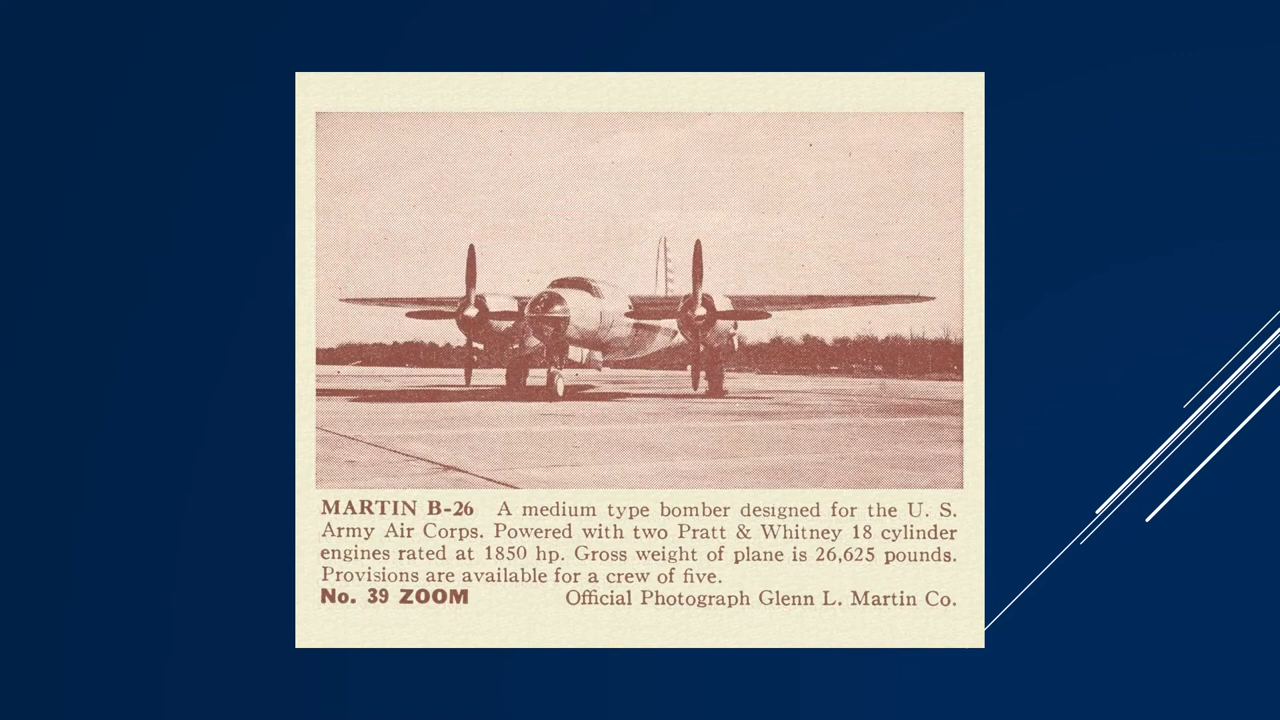 MARTIN B-26 A medium type bomber designed for the U. S.
Army Air Corps. Powered with two Pratt & Whitney 18 cylinder
engines rated at 1850 hp. Gross weight of plane is 26,625 pounds.
Provisions are available for a crew of five.
No. 39 ZOOM Official Photograph Glenn L. Martin Co.